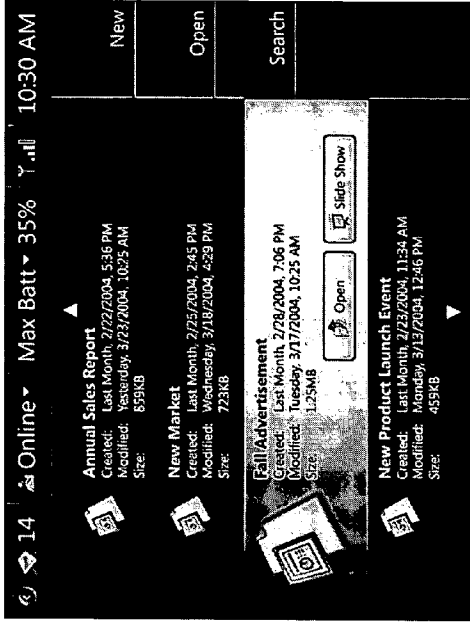 14 Online Max Batt 35% 10:30 AM
Annual Sales Report
Created: Last Month, 2/22/2004, 5:36 PM
Modified: Yesterday, 3/23/2004, 10:25 AM
Size: 859KB
New Market
Created: Last Month, 2/25/2004, 2:45 PM
Modified: Wednesday, 3/18/2004, 4:29 PM
Size: 723KB
Fall Advertisement
Created: Last Month, 2/28/2004, 7:06 PM
Modified: Tuesday, 3/17/2004, 10:25 AM
Size: 1.25MB
Open Slide Show
New Product Launch Event
Created: Last Month, 2/23/2004, 11:34 AM
Modified: Monday, 3/13/2004, 12:46 PM
Size: 459KB
New
Open
Search